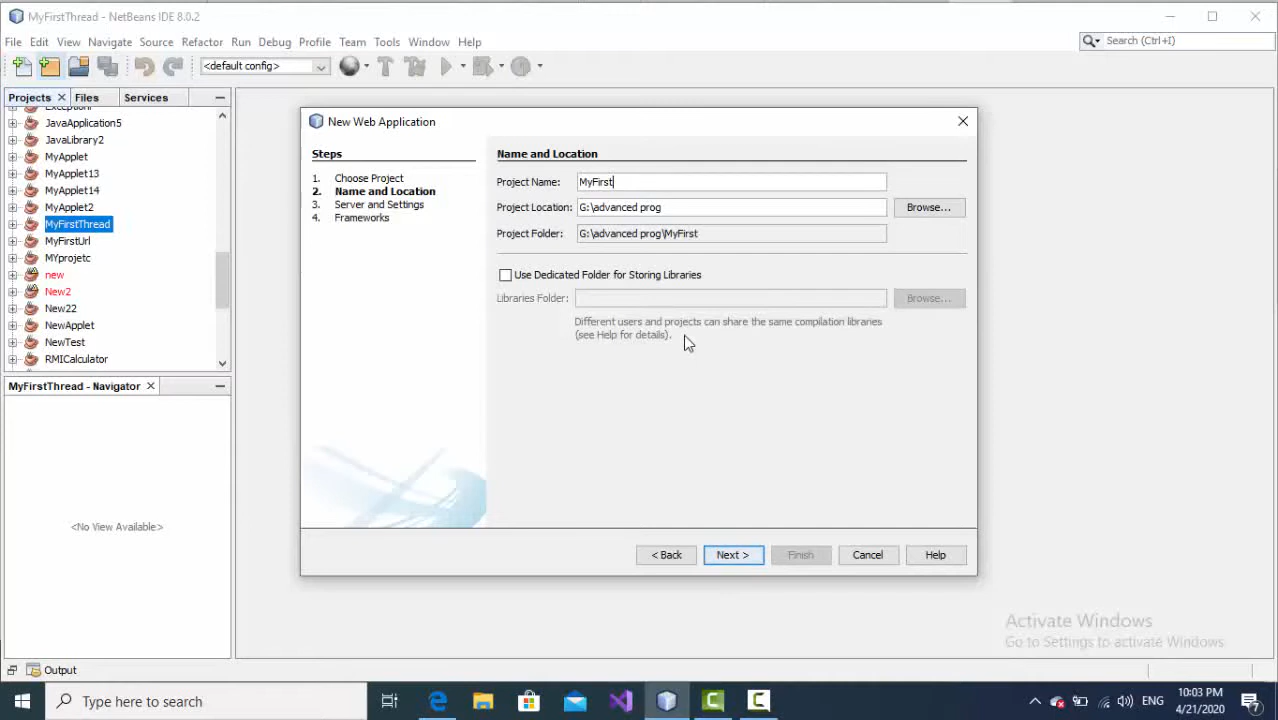 MyFirstThread - NetBeans IDE 8.0.2
File Edit View Navigate Source Refactor Run Debug Profile Team Tools Window Help
Search (Ctrl+I)
<default config>
Projects Files Services
JavaApplication5
JavaLibrary2
MyApplet
MyApplet13
MyApplet14
MyApplet2
MyFirstThread
MyFirstUrl
MYprojetc
new
New2
New22
NewApplet
NewTest
RMICalculator
MyFirstThread - Navigator
<No View Available>
New Web Application
Steps
1. Choose Project
2. Name and Location
3. Server and Settings
4. Frameworks
Name and Location
Project Name: MyFirst
Project Location: G:\advanced prog Browse...
Project Folder: G:\advanced prog\MyFirst
Use Dedicated Folder for Storing Libraries
Libraries Folder: Browse...
Different users and projects can share the same compilation libraries
(see Help for details).
< Back Next > Finish Cancel Help
Activate Windows
Go to Settings to activate Windows.
Output
Type here to search
ENG
10:03 PM
4/21/2020
7